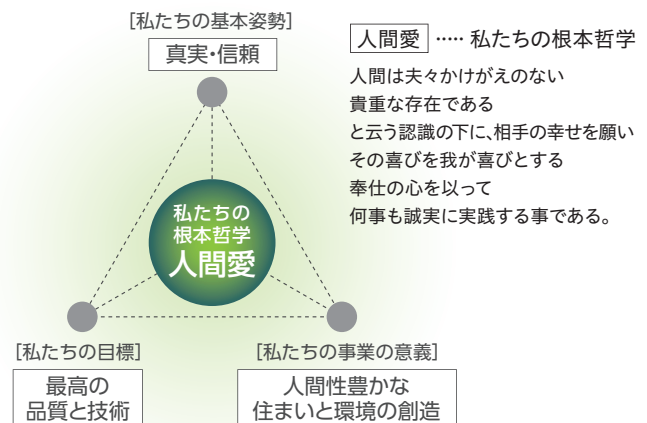 [私たちの基本姿勢]
真実・信頼
私たちの
根本哲学
人間愛
[私たちの目標]
最高の
品質と技術
[私たちの事業の意義]
人間性豊かな
住まいと環境の創造
人間愛 ····· 私たちの根本哲学
人間は夫々かけがえのない
貴重な存在である
と云う認識の下に、相手の幸せを願い
その喜びを我が喜びとする
奉仕の心を以って
何事も誠実に実践する事である。